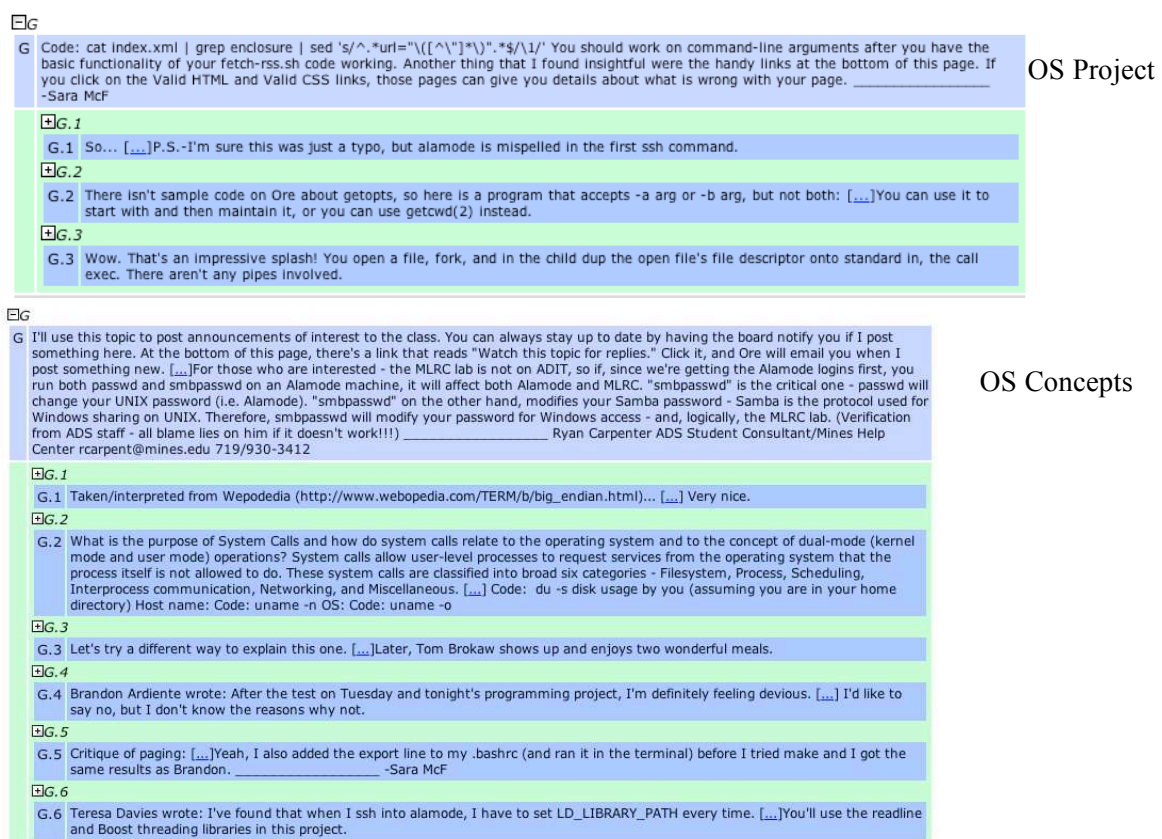 G
G Code: cat index.xml | grep enclosure | sed 's/^.*url="\([^\"]*\)".*$/\1/' You should work on command-line arguments after you have the
basic functionality of your fetch-rss.sh code working. Another thing that I found insightful were the handy links at the bottom of this page. If
you click on the Valid HTML and Valid CSS links, those pages can give you details about what is wrong with your page. _________________
-Sara McF
OS Project
G.1
G.1 So... [...]P.S.-I'm sure this was just a typo, but alamode is mispelled in the first ssh command.
G.2
G.2 There isn't sample code on Ore about getopts, so here is a program that accepts -a arg or -b arg, but not both: [...]You can use it to
start with and then maintain it, or you can use getcwd(2) instead.
G.3
G.3 Wow. That's an impressive splash! You open a file, fork, and in the child dup the open file's file descriptor onto standard in, the call
exec. There aren't any pipes involved.
G
G I'll use this topic to post announcements of interest to the class. You can always stay up to date by having the board notify you if I post
something here. At the bottom of this page, there's a link that reads "Watch this topic for replies." Click it, and Ore will email you when I
post something new. [...]For those who are interested - the MLRC lab is not on ADIT, so if, since we're getting the Alamode logins first, you
run both passwd and smbpasswd on an Alamode machine, it will affect both Alamode and MLRC. "smbpasswd" is the critical one - passwd will
change your UNIX password (i.e. Alamode). "smbpasswd" on the other hand, modifies your Samba password - Samba is the protocol used for
Windows sharing on UNIX. Therefore, smbpasswd will modify your password for Windows access - and, logically, the MLRC lab. (Verification
from ADS staff - all blame lies on him if it doesn't work!!!) __________________ Ryan Carpenter ADS Student Consultant/Mines Help
Center rcarpent@mines.edu 719/930-3412
OS Concepts
G.1
G.1 Taken/interpreted from Wepodedia (http://www.webopedia.com/TERM/b/big_endian.html)... [...] Very nice.
G.2
G.2 What is the purpose of System Calls and how do system calls relate to the operating system and to the concept of dual-mode (kernel
mode and user mode) operations? System calls allow user-level processes to request services from the operating system that the
process itself is not allowed to do. These system calls are classified into broad six categories - Filesystem, Process, Scheduling,
Interprocess communication, Networking, and Miscellaneous. [...] Code: du -s disk usage by you (assuming you are in your home
directory) Host name: Code: uname -n OS: Code: uname -o
G.3
G.3 Let's try a different way to explain this one. [...]Later, Tom Brokaw shows up and enjoys two wonderful meals.
G.4
G.4 Brandon Ardiente wrote: After the test on Tuesday and tonight's programming project, I'm definitely feeling devious. [...] I'd like to
say no, but I don't know the reasons why not.
G.5
G.5 Critique of paging: [...]Yeah, I also added the export line to my .bashrc (and ran it in the terminal) before I tried make and I got the
same results as Brandon. __________________ -Sara McF
G.6
G.6 Teresa Davies wrote: I've found that when I ssh into alamode, I have to set LD_LIBRARY_PATH every time. [...]You'll use the readline
and Boost threading libraries in this project.